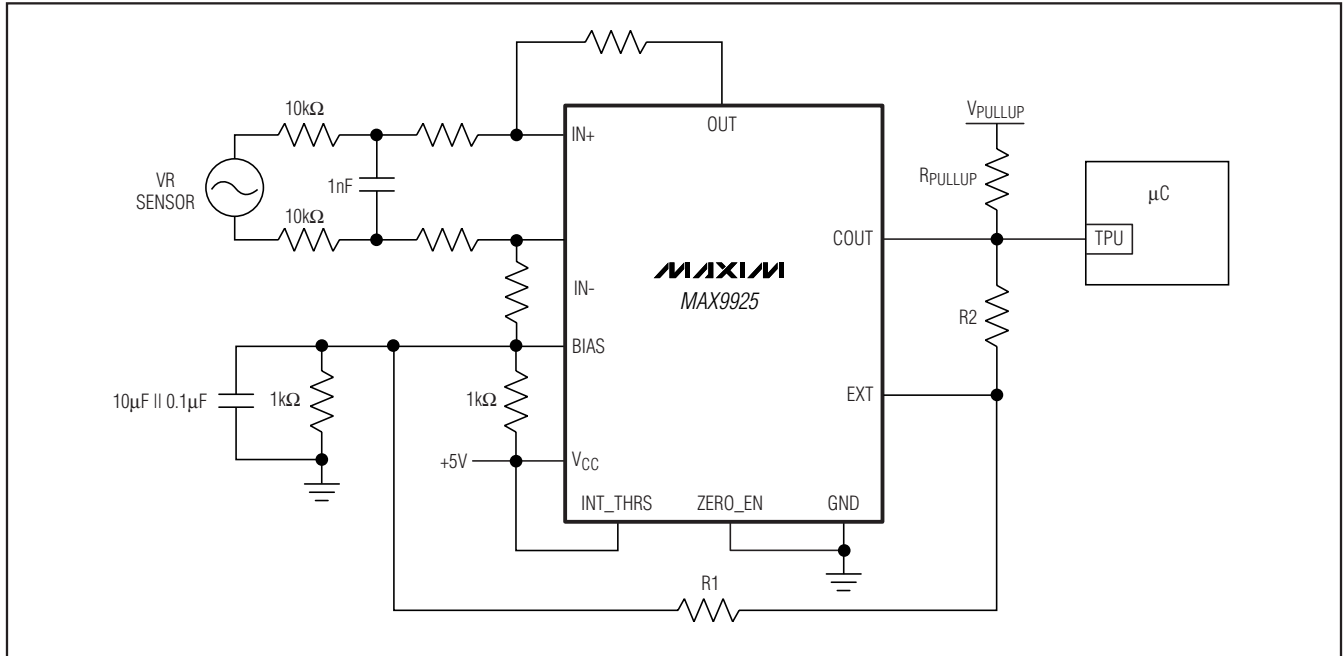 10kΩ
OUT
VPULLUP
IN+
RPULLUP
µC
VR
SENSOR
1nF
10kΩ
COUT
TPU
MAXIM
MAX9925
IN-
R2
BIAS
10µF II 0.1µF
1kΩ
1kΩ
EXT
+5V
VCC
INT_THRS
ZERO_EN
GND
R1